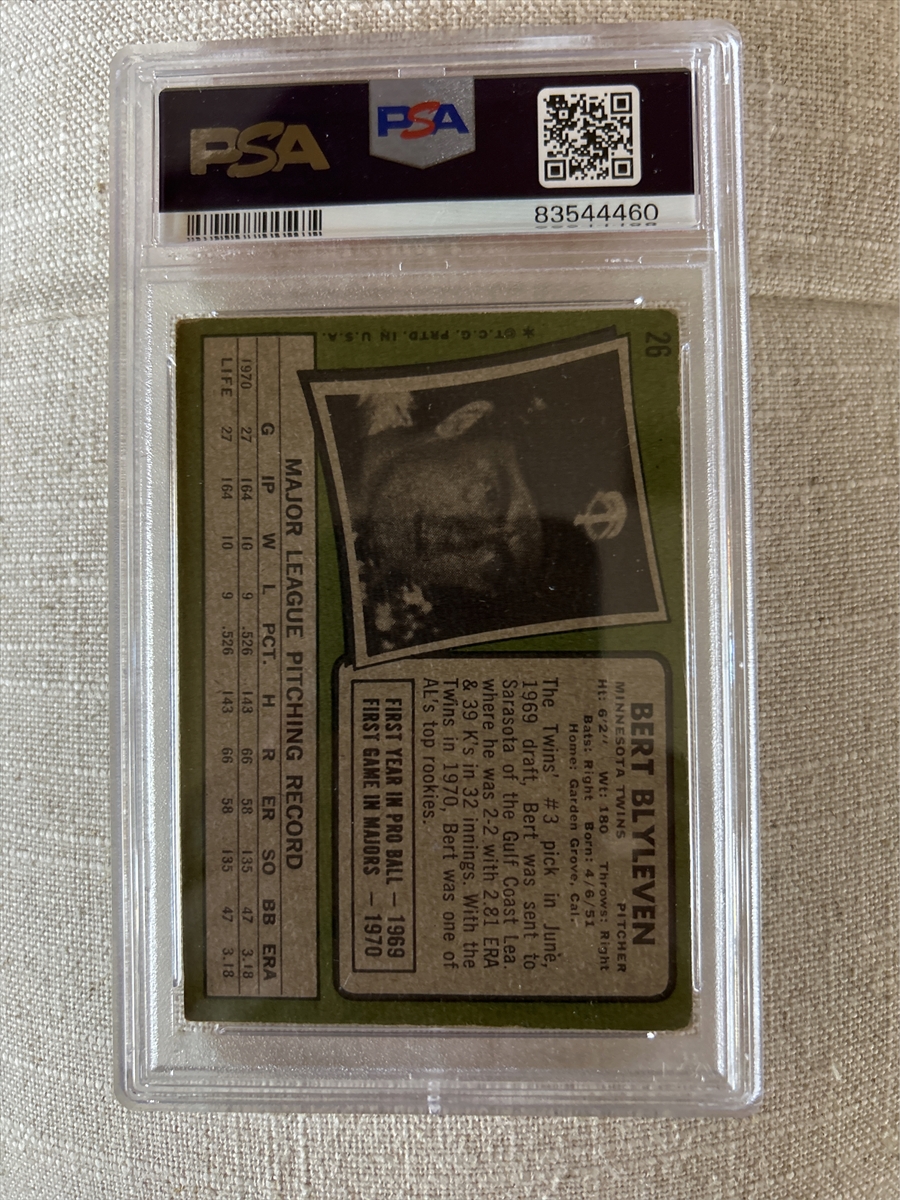 PSA
PSA
83544460
26
*©T.C.G. PRTD. IN U.S.A.
BERT BLYLEVEN
MINNESOTA TWINS PITCHER
Ht: 6'2" Wt: 180 Throws: Right
Bats: Right Born: 4/6/51
Home: Garden Grove, Cal.
The Twins' #3 pick in June,
1969 draft, Bert was sent to
Sarasota of the Gulf Coast Lea.
where he was 2-2 with 2.81 ERA
& 39 K's in 32 innings. With the
Twins in 1970, Bert was one of
AL's top rookies.
FIRST YEAR IN PRO BALL — 1969
FIRST GAME IN MAJORS — 1970
MAJOR LEAGUE PITCHING RECORD
G IP W L PCT. H R ER SO BB ERA
1970 27 164 10 9 .526 143 66 58 135 47 3.18
LIFE 27 164 10 9 .526 143 66 58 135 47 3.18